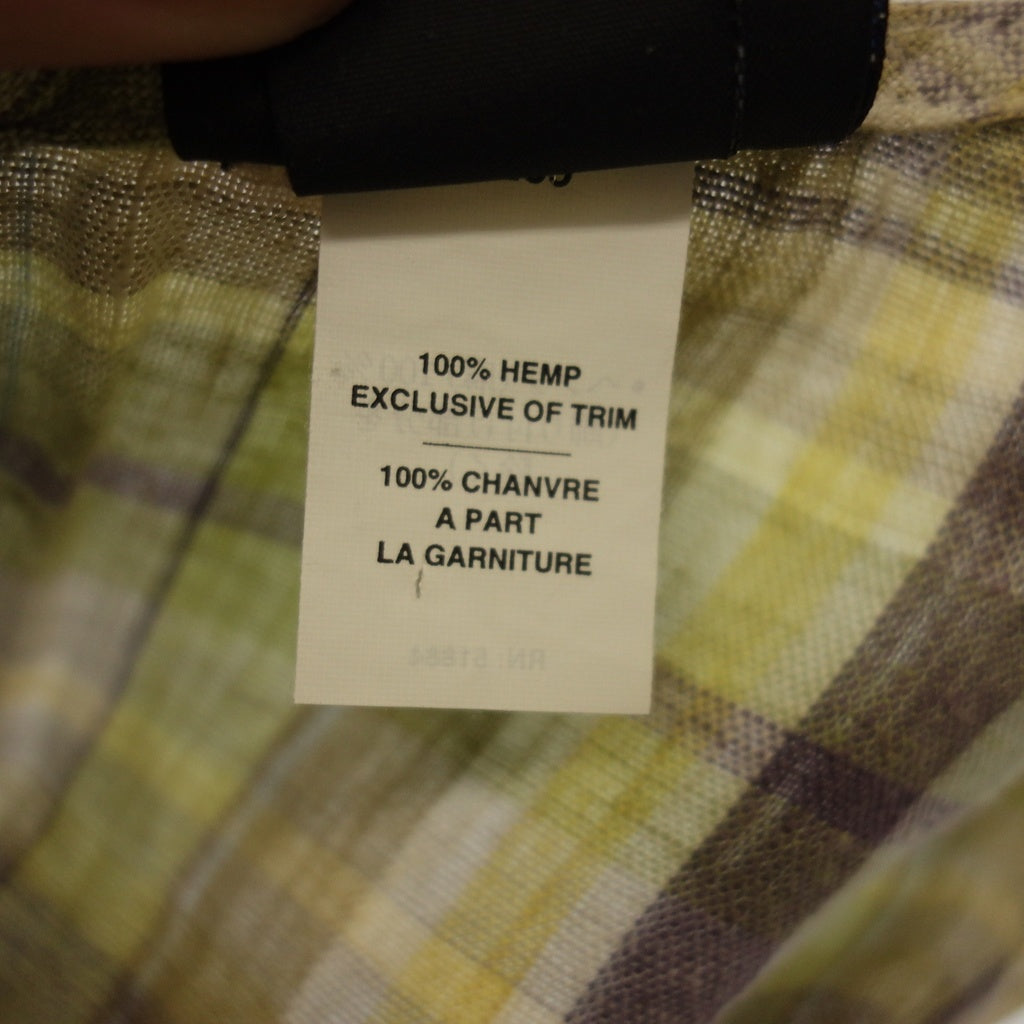 100% HEMP
EXCLUSIVE OF TRIM
100% CHANVRE
A PART
LA GARNITURE